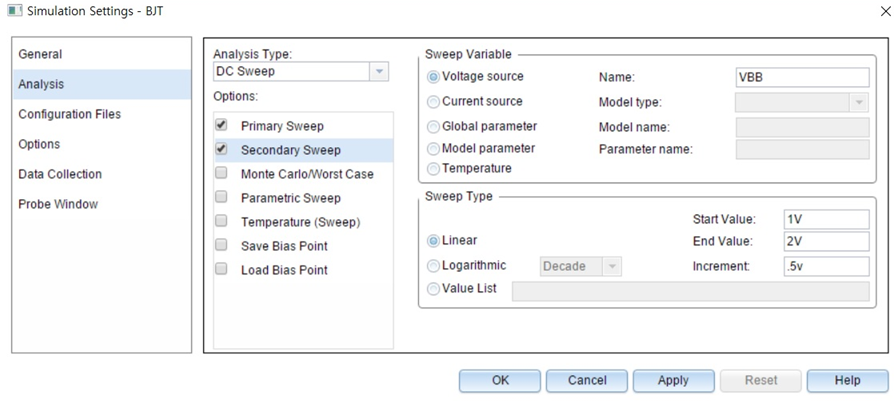 Simulation Settings - BJT
General
Analysis
Configuration Files
Options
Data Collection
Probe Window
Analysis Type:
DC Sweep
Options:
Primary Sweep
Secondary Sweep
Monte Carlo/Worst Case
Parametric Sweep
Temperature (Sweep)
Save Bias Point
Load Bias Point
Sweep Variable
Voltage source
Name:
VBB
Current source
Model type:
Global parameter
Model name:
Model parameter
Parameter name:
Temperature
Sweep Type
Start Value:
1V
Linear
End Value:
2V
Logarithmic
Decade
Increment:
.5v
Value List
OK
Cancel
Apply
Reset
Help